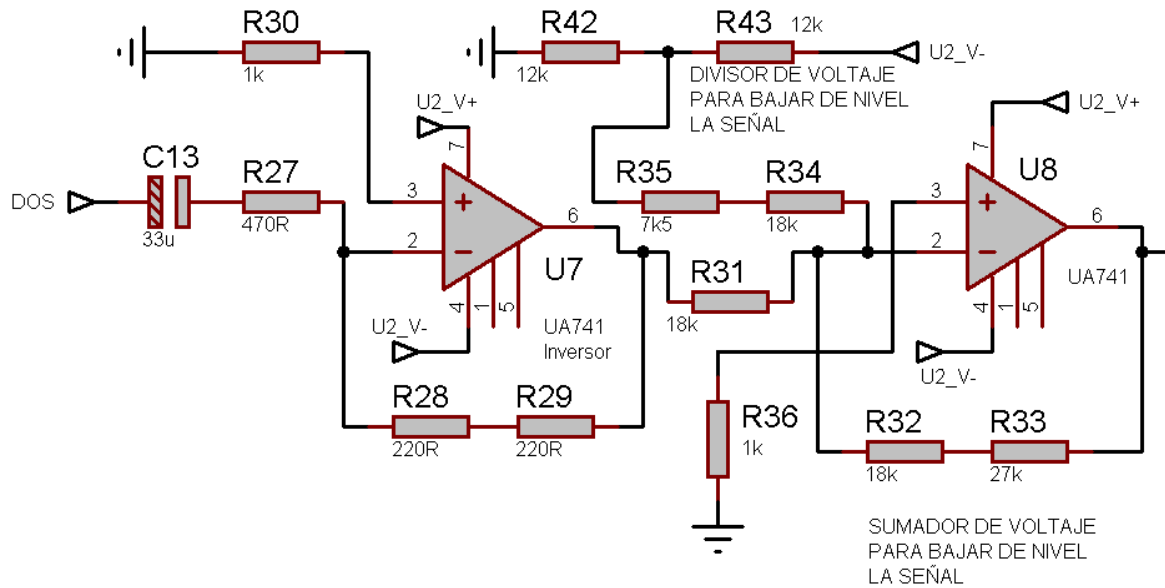 R30
1k
R42
12k
R43
12k
U2_V-
DIVISOR DE VOLTAJE
PARA BAJAR DE NIVEL
LA SEÑAL
U2_V+
7
U2_V+
7
C13
33u
DOS
R27
470R
3
2
6
U7
4
1
5
UA741
Inversor
U2_V-
R35
7k5
R34
18k
R31
18k
U8
3
2
6
UA741
4
1
5
U2_V-
R28
220R
R29
220R
R36
1k
R32
18k
R33
27k
SUMADOR DE VOLTAJE
PARA BAJAR DE NIVEL
LA SEÑAL